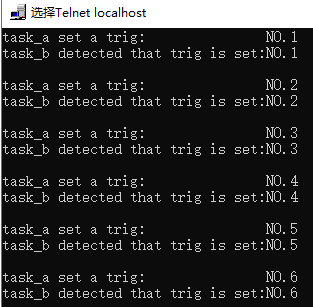 选择Telnet localhost
task_a set a trig: NO.1
task_b detected that trig is set:NO.1
task_a set a trig: NO.2
task_b detected that trig is set:NO.2
task_a set a trig: NO.3
task_b detected that trig is set:NO.3
task_a set a trig: NO.4
task_b detected that trig is set:NO.4
task_a set a trig: NO.5
task_b detected that trig is set:NO.5
task_a set a trig: NO.6
task_b detected that trig is set:NO.6